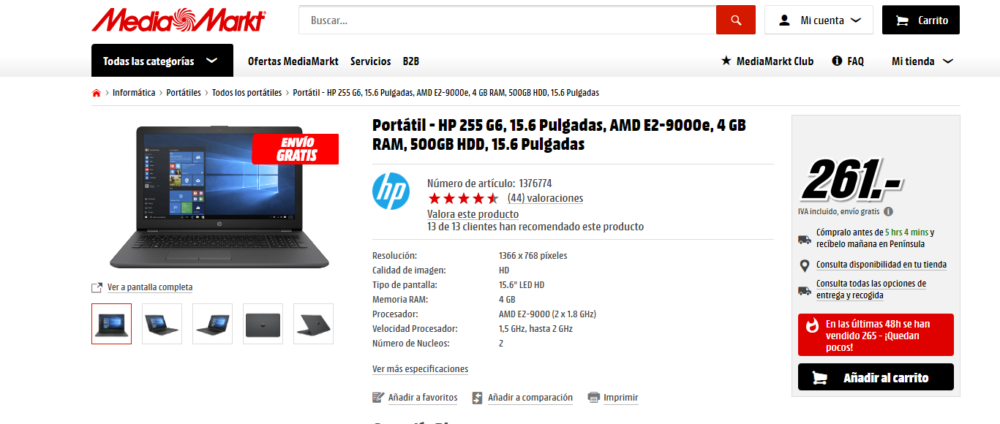 MediaMarkt
Buscar...
Mi cuenta
Carrito
Todas las categorías
Ofertas MediaMarkt
Servicios
B2B
MediaMarkt Club
FAQ
Mi tienda
Informática > Portátiles > Todos los portátiles > Portátil - HP 255 G6, 15.6 Pulgadas, AMD E2-9000e, 4 GB RAM, 500GB HDD, 15.6 Pulgadas
ENVÍO
GRATIS
hp
Ver a pantalla completa
Portátil - HP 255 G6, 15.6 Pulgadas, AMD E2-9000e, 4 GB
RAM, 500GB HDD, 15.6 Pulgadas
hp
Número de artículo: 1376774
(44) valoraciones
Valora este producto
13 de 13 clientes han recomendado este producto
Resolución: 1366 x 768 píxeles
Calidad de imagen: HD
Tipo de pantalla: 15.6" LED HD
Memoria RAM: 4 GB
Procesador: AMD E2-9000 (2 x 1.8 GHz)
Velocidad Procesador: 1,5 GHz, hasta 2 GHz
Número de Nucleos: 2
Ver más especificaciones
Añadir a favoritos
Añadir a comparación
Imprimir
261.-
IVA incluido, envío gratis
Cómpralo antes de 5 hrs 4 mins y
recíbelo mañana en Península
Consulta disponibilidad en tu tienda
Consulta todas las opciones de
entrega y recogida
En las últimas 48h se han
vendido 265 - ¡Quedan
pocos!
Añadir al carrito